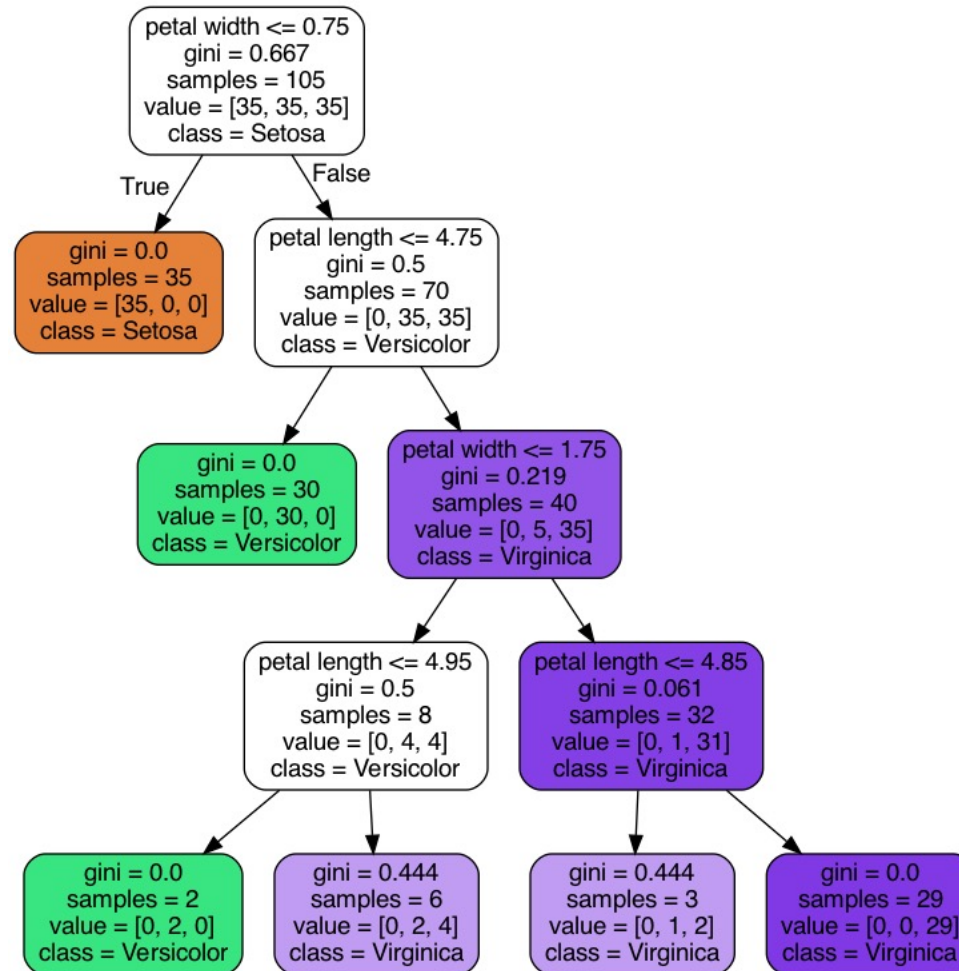 petal width <= 0.75
gini = 0.667
samples = 105
value = [35, 35, 35]
class = Setosa
True
False
gini = 0.0
samples = 35
value = [35, 0, 0]
class = Setosa
petal length <= 4.75
gini = 0.5
samples = 70
value = [0, 35, 35]
class = Versicolor
gini = 0.0
samples = 30
value = [0, 30, 0]
class = Versicolor
petal width <= 1.75
gini = 0.219
samples = 40
value = [0, 5, 35]
class = Virginica
petal length <= 4.95
gini = 0.5
samples = 8
value = [0, 4, 4]
class = Versicolor
petal length <= 4.85
gini = 0.061
samples = 32
value = [0, 1, 31]
class = Virginica
gini = 0.0
samples = 2
value = [0, 2, 0]
class = Versicolor
gini = 0.444
samples = 6
value = [0, 2, 4]
class = Virginica
gini = 0.444
samples = 3
value = [0, 1, 2]
class = Virginica
gini = 0.0
samples = 29
value = [0, 0, 29]
class = Virginica